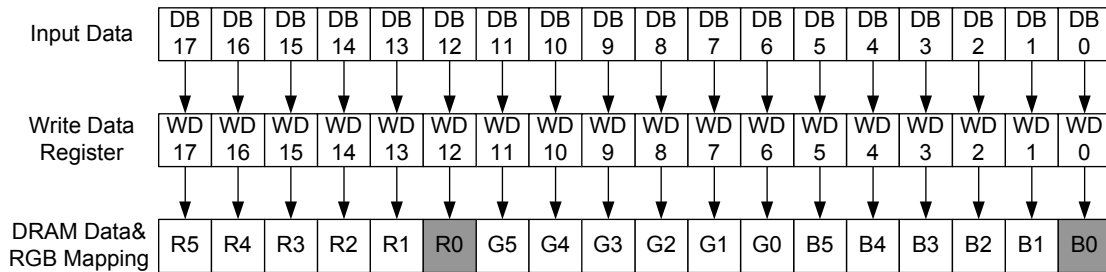 Input Data
DB DB DB DB DB DB DB DB DB DB DB DB DB DB DB DB DB DB
17 16 15 14 13 12 11 10 9 8 7 6 5 4 3 2 1 0
Write Data
Register
WD WD WD WD WD WD WD WD WD WD WD WD WD WD WD WD WD WD
17 16 15 14 13 12 11 10 9 8 7 6 5 4 3 2 1 0
DRAM Data&
RGB Mapping
R5 R4 R3 R2 R1 R0 G5 G4 G3 G2 G1 G0 B5 B4 B3 B2 B1 B0